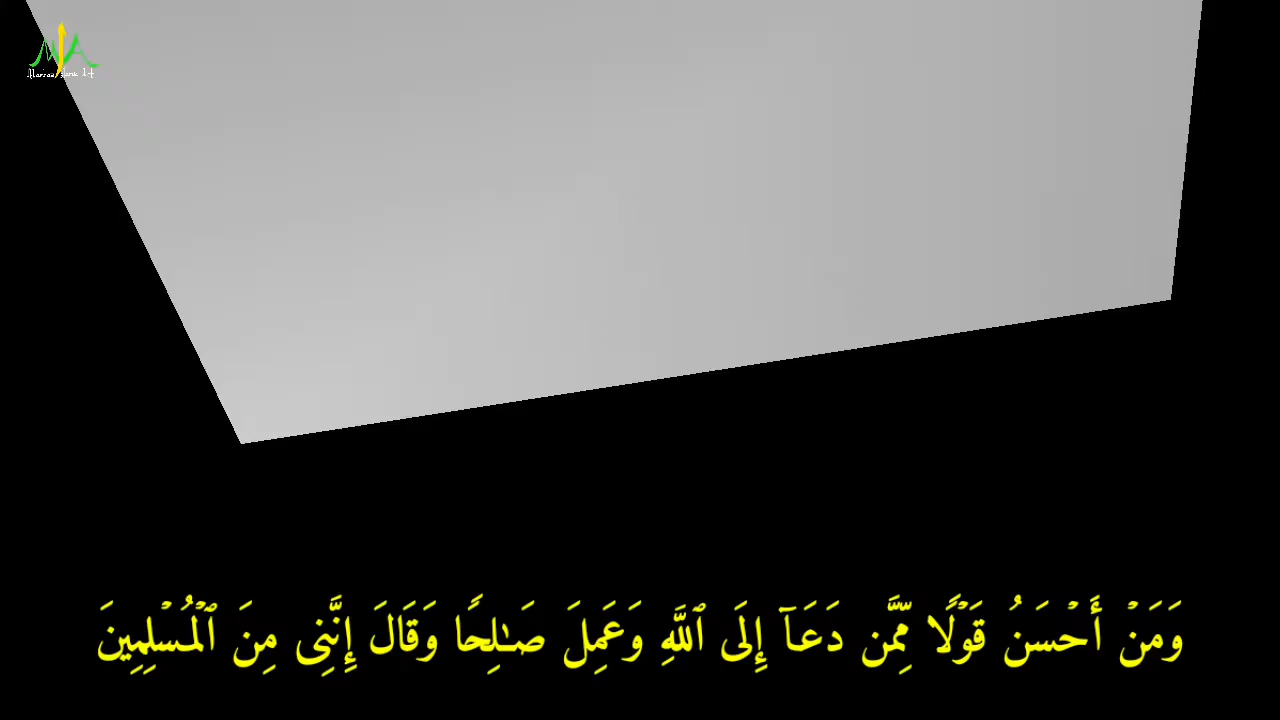 وَمَنْ أَحْسَنُ قَوْلًا مِّمَّن دَعَآ إِلَى ٱللَّهِ وَعَمِلَ صَـٰلِحًا وَقَالَ إِنَّنِى مِنَ ٱلْمُسْلِمِينَ